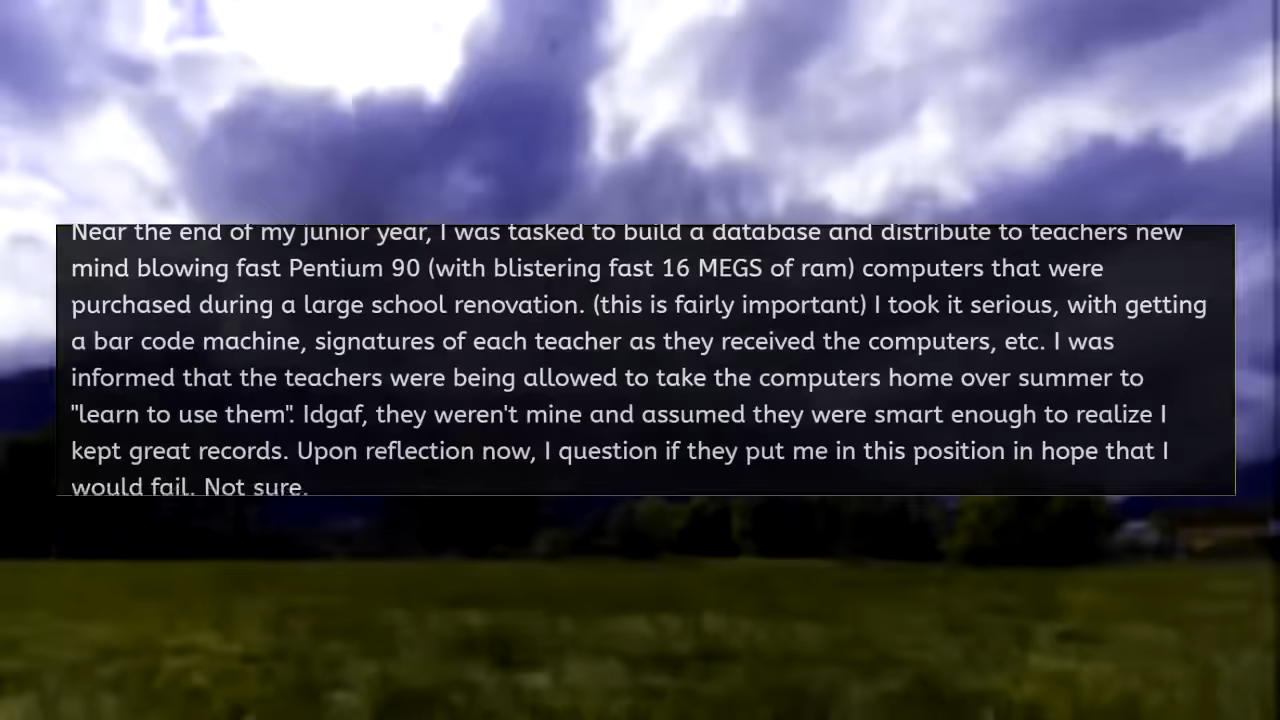 Near the end of my junior year, I was tasked to build a database and distribute to teachers new
mind blowing fast Pentium 90 (with blistering fast 16 MEGS of ram) computers that were
purchased during a large school renovation. (this is fairly important) I took it serious, with getting
a bar code machine, signatures of each teacher as they received the computers, etc. I was
informed that the teachers were being allowed to take the computers home over summer to
"learn to use them". Idgaf, they weren't mine and assumed they were smart enough to realize I
kept great records. Upon reflection now, I question if they put me in this position in hope that I
would fail. Not sure.